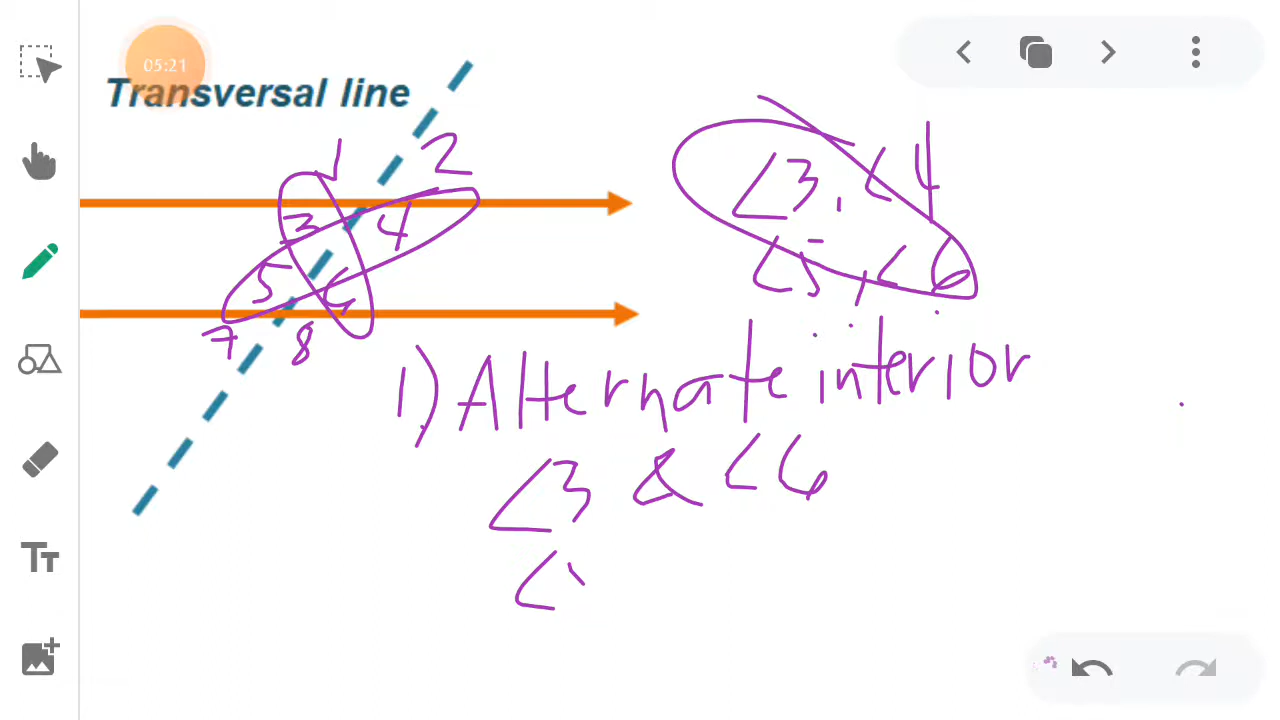 05:21
Transversal line
1 2
3 4
5 6
7 8
<3, <4
<5, <6
1.) Alternate interior
<3 & <6
<
TT